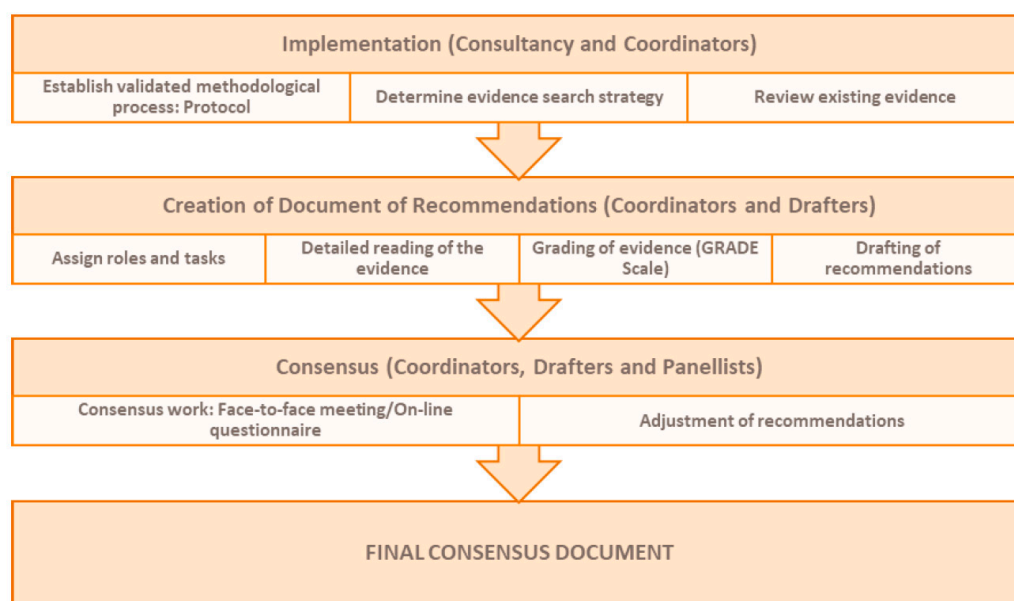 Implementation (Consultancy and Coordinators)
Establish validated methodological
process: Protocol
Determine evidence search strategy
Review existing evidence
Creation of Document of Recommendations (Coordinators and Drafters)
Assign roles and tasks
Detailed reading of the
evidence
Grading of evidence (GRADE
Scale)
Drafting of
recommendations
Consensus (Coordinators, Drafters and Panellists)
Consensus work: Face-to-face meeting/On-line
questionnaire
Adjustment of recommendations
FINAL CONSENSUS DOCUMENT